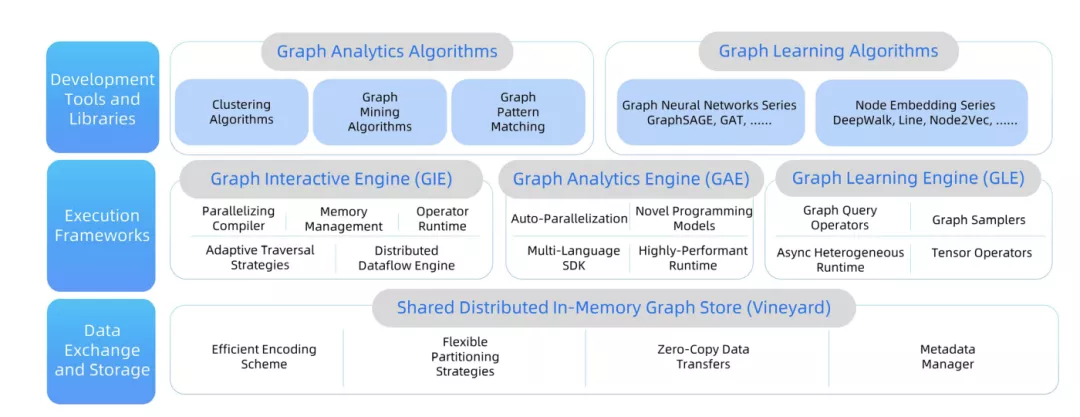 Development
Tools and
Libraries
Graph Analytics Algorithms
Clustering
Algorithms
Graph
Mining
Algorithms
Graph
Pattern
Matching
Graph Learning Algorithms
Graph Neural Networks Series
GraphSAGE, GAT, ......
Node Embedding Series
DeepWalk, Line, Node2Vec, ......
Execution
Frameworks
Graph Interactive Engine (GIE)
Parallelizing
Compiler
Memory
Management
Operator
Runtime
Adaptive Traversal
Strategies
Distributed
Dataflow Engine
Graph Analytics Engine (GAE)
Auto-Parallelization
Novel Programming
Models
Multi-Language
SDK
Highly-Performant
Runtime
Graph Learning Engine (GLE)
Graph Query
Operators
Graph Samplers
Async Heterogeneous
Runtime
Tensor Operators
Data
Exchange
and Storage
Shared Distributed In-Memory Graph Store (Vineyard)
Efficient Encoding
Scheme
Flexible
Partitioning
Strategies
Zero-Copy Data
Transfers
Metadata
Manager